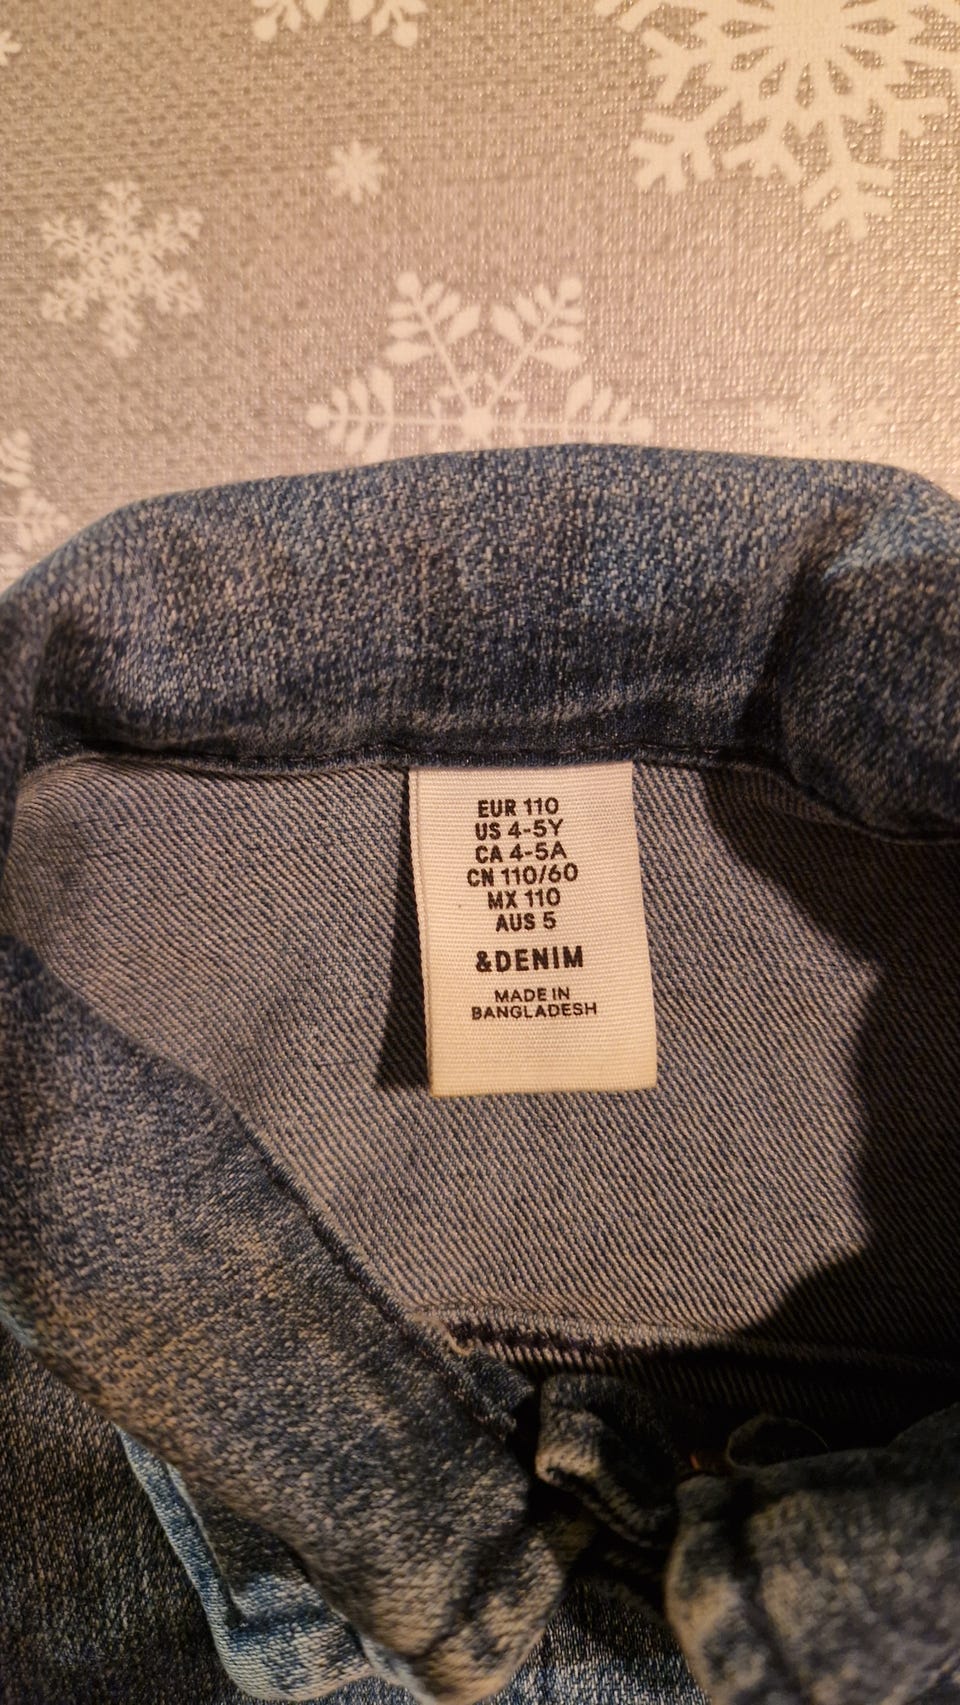 EUR 110
US 4-5Y
CA 4-5A
CN 110/60
MX 110
AUS 5
&DENIM
MADE IN
BANGLADESH